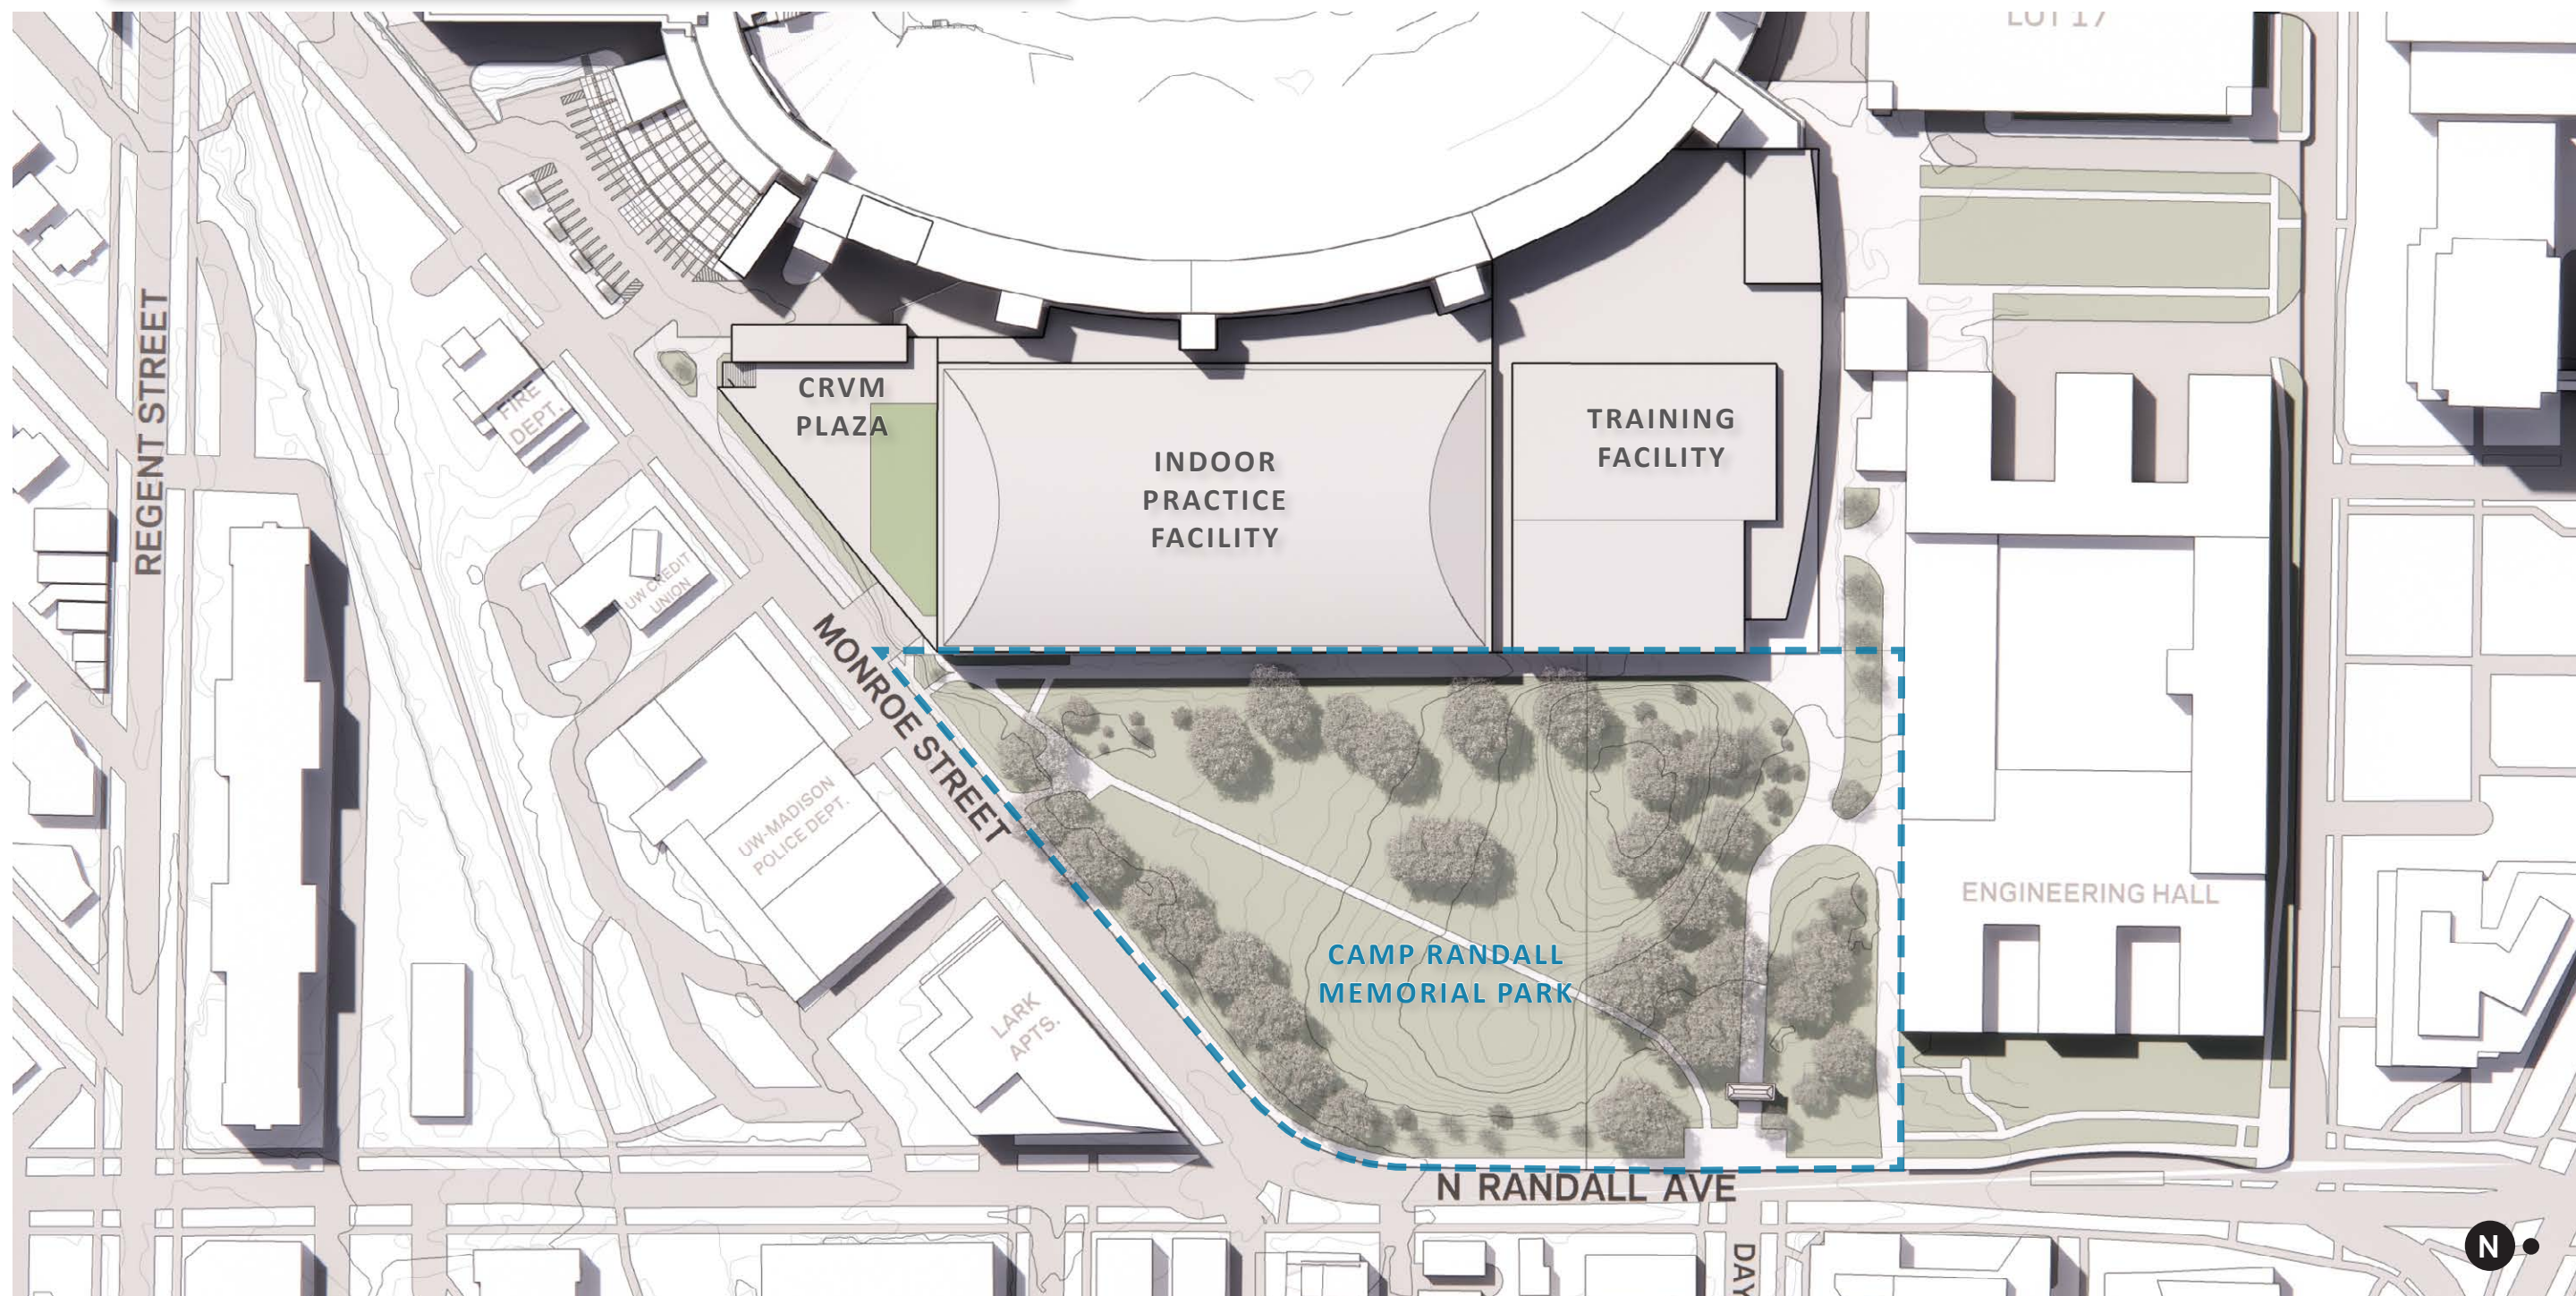 LOT 17
REGENT STREET
FIRE
DEPT.
CRVM
PLAZA
INDOOR
PRACTICE
FACILITY
TRAINING
FACILITY
UW CREDIT
UNION
MONROE STREET
UW-MADISON
POLICE DEPT.
LARK
APTS.
CAMP RANDALL
MEMORIAL PARK
ENGINEERING HALL
N RANDALL AVE
DAY
N